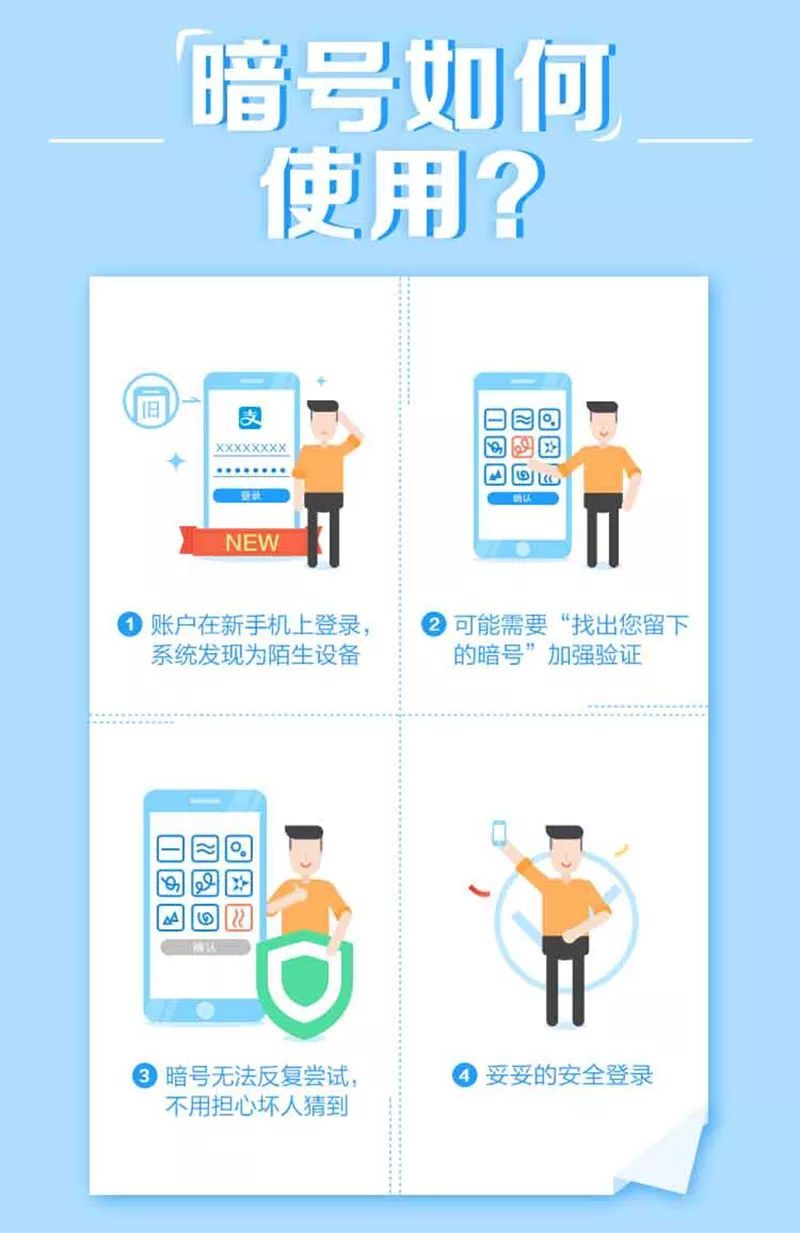 暗号如何
使用?
旧
支
XXXXXXXX
登录
NEW
1 账户在新手机上登录，
系统发现为陌生设备
确认
2 可能需要“找出您留下
的暗号”加强验证
确认
3 暗号无法反复尝试，
不用担心坏人猜到
4 妥妥的安全登录